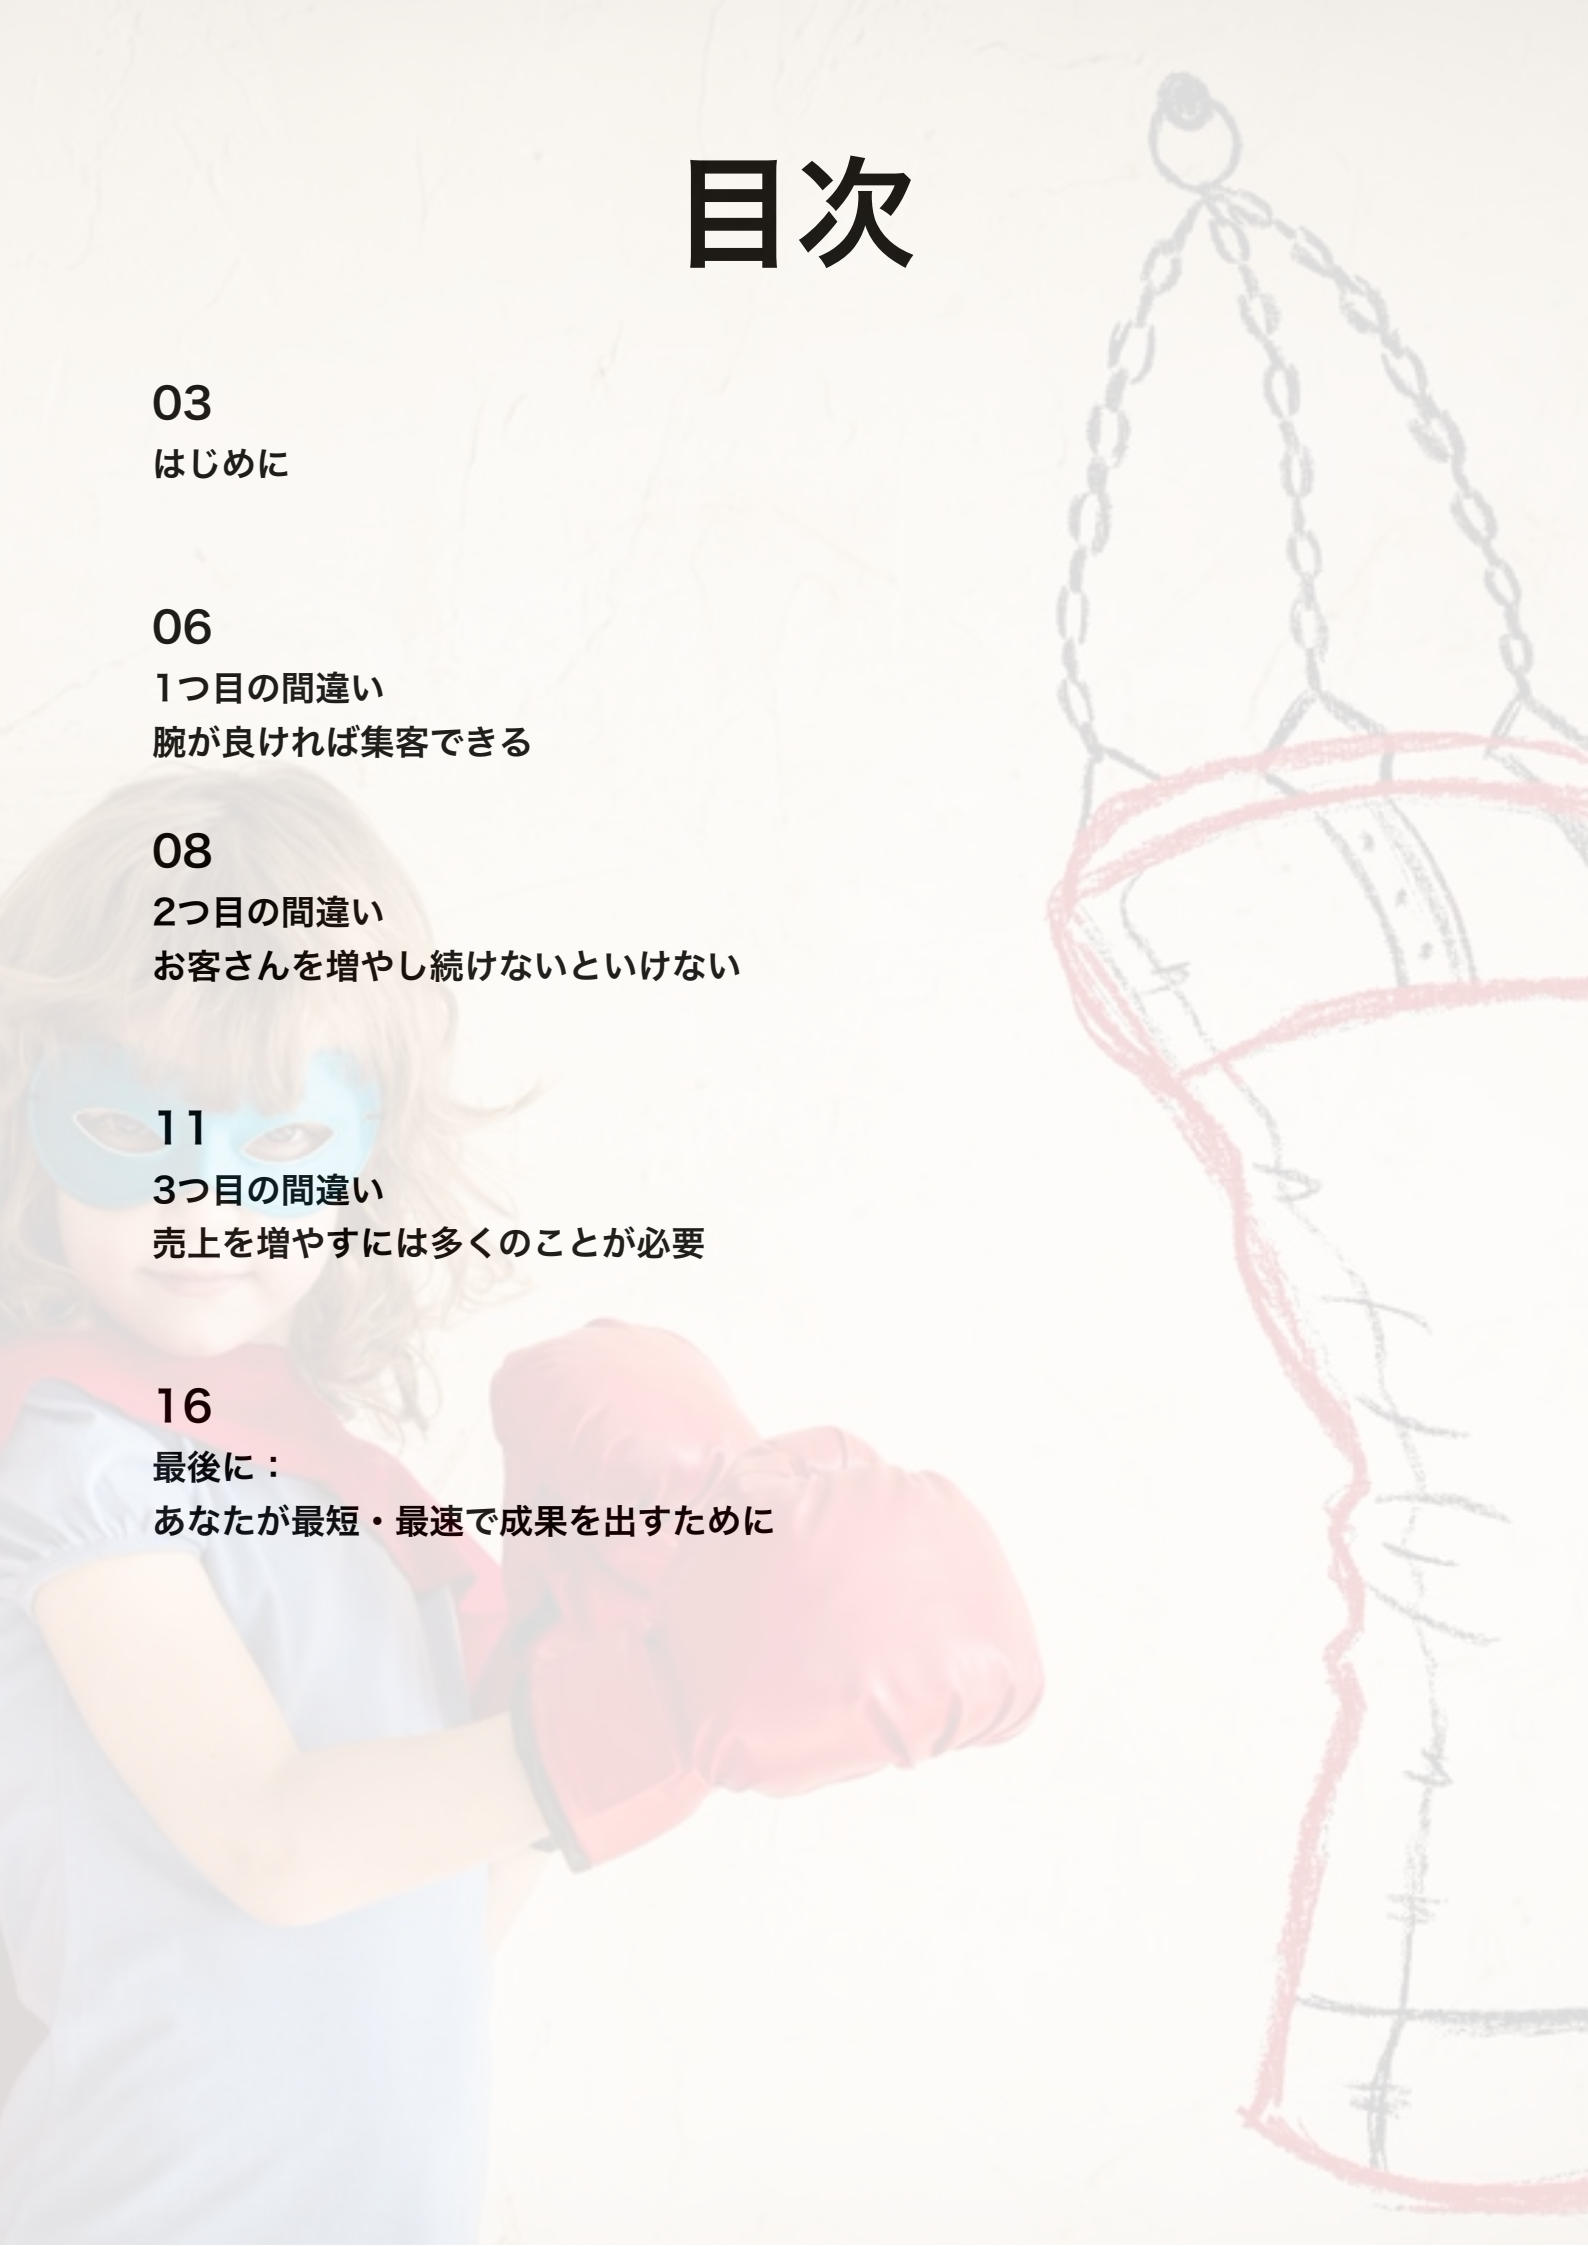 目次
03
はじめに
06
1つ目の間違い
腕が良ければ集客できる
08
2つ目の間違い
お客さんを増やし続けないといけない
11
3つ目の間違い
売上を増やすには多くのことが必要
16
最後に：
あなたが最短・最速で成果を出すために